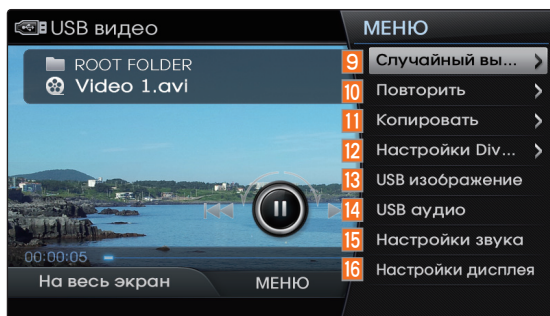 USB видео
ROOT FOLDER
Video 1.avi
00:00:05
На весь экран
МЕНЮ
МЕНЮ
9 Случайный вы...
10 Повторить
11 Копировать
12 Настройки Div...
13 USB изображение
14 USB аудио
15 Настройки звука
16 Настройки дисплея